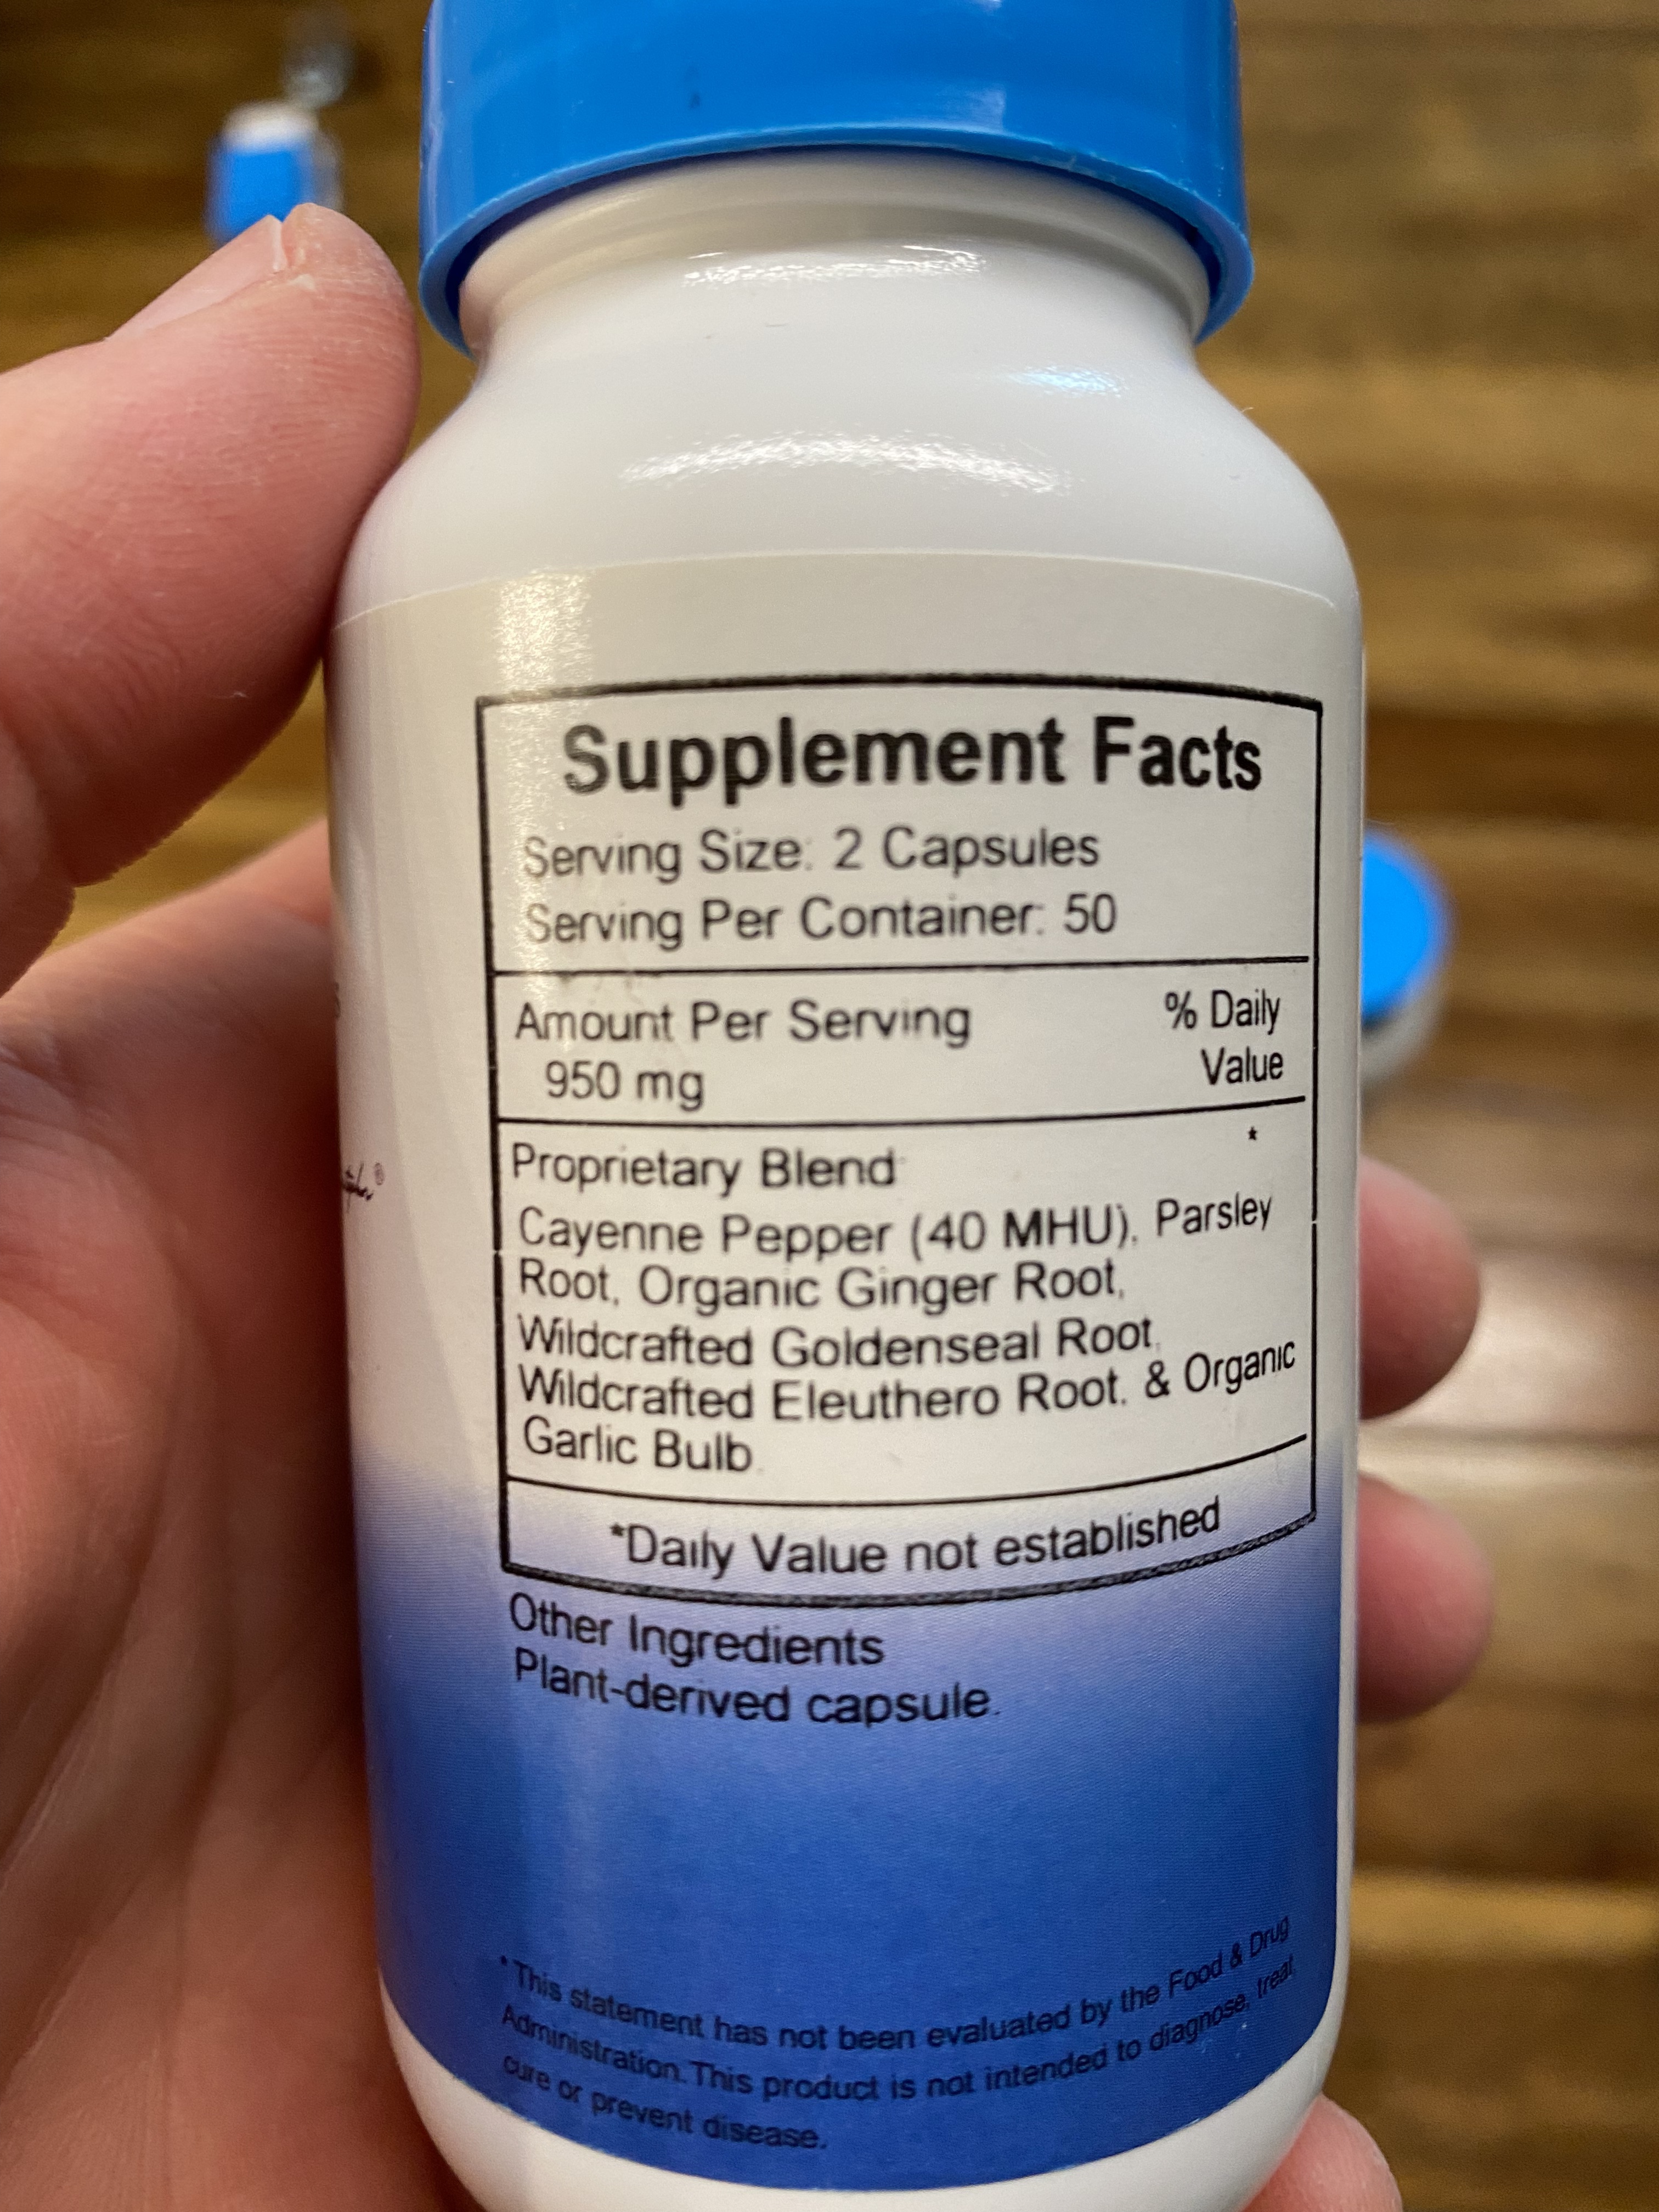 Supplement Facts
Serving Size: 2 Capsules
Serving Per Container: 50
Amount Per Serving % Daily
950 mg Value
Proprietary Blend *
Cayenne Pepper (40 MHU), Parsley
Root, Organic Ginger Root,
Wildcrafted Goldenseal Root,
Wildcrafted Eleuthero Root, & Organic
Garlic Bulb.
*Daily Value not established
Other Ingredients
Plant-derived capsule.
* This statement has not been evaluated by the Food & Drug
Administration. This product is not intended to diagnose, treat,
cure or prevent disease.